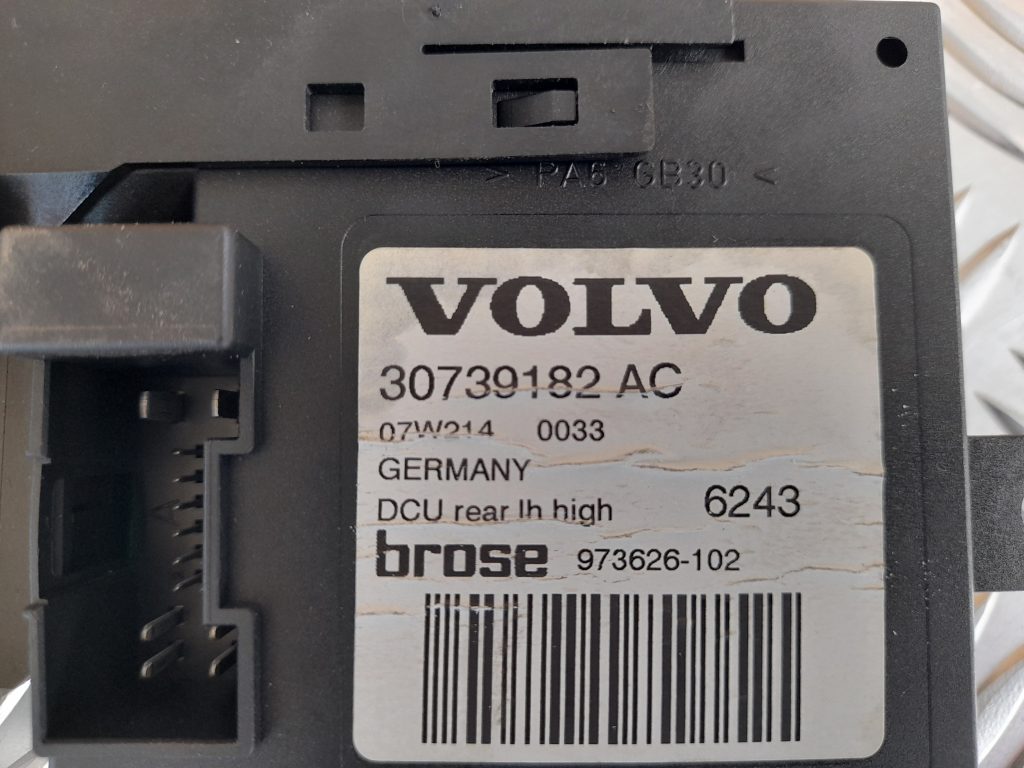 > PA6 GB30 <
VOLVO
30739182 AC
07W214 0033
GERMANY
DCU rear lh high 6243
brose 973626-102